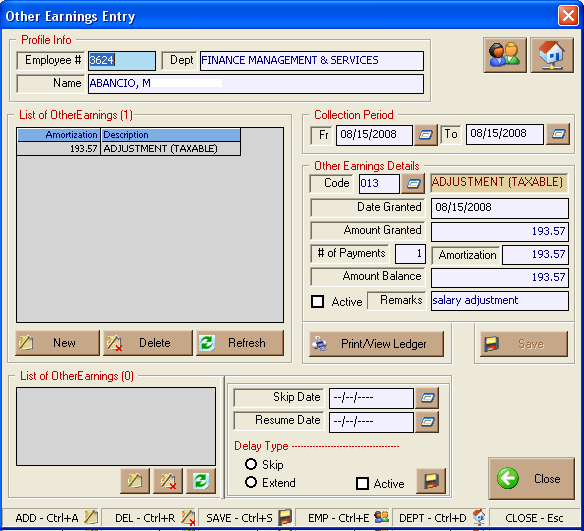 Other Earnings Entry
Profile Info
Employee # 3624 Dept FINANCE MANAGEMENT & SERVICES
Name ABANCIO, M
List of OtherEarnings (1)
Amortization Description
193.57 ADJUSTMENT (TAXABLE)
New Delete Refresh
Collection Period
Fr 08/15/2008 To 08/15/2008
Other Earnings Details
Code 013 ADJUSTMENT (TAXABLE)
Date Granted 08/15/2008
Amount Granted 193.57
# of Payments 1 Amortization 193.57
Amount Balance 193.57
Active Remarks salary adjustment
Print/View Ledger Save
List of OtherEarnings (0)
Skip Date --/--/----
Resume Date --/--/----
Delay Type
Skip
Extend Active
Close
ADD - Ctrl+A DEL - Ctrl+R SAVE - Ctrl+S EMP - Ctrl+E DEPT - Ctrl+D CLOSE - Esc